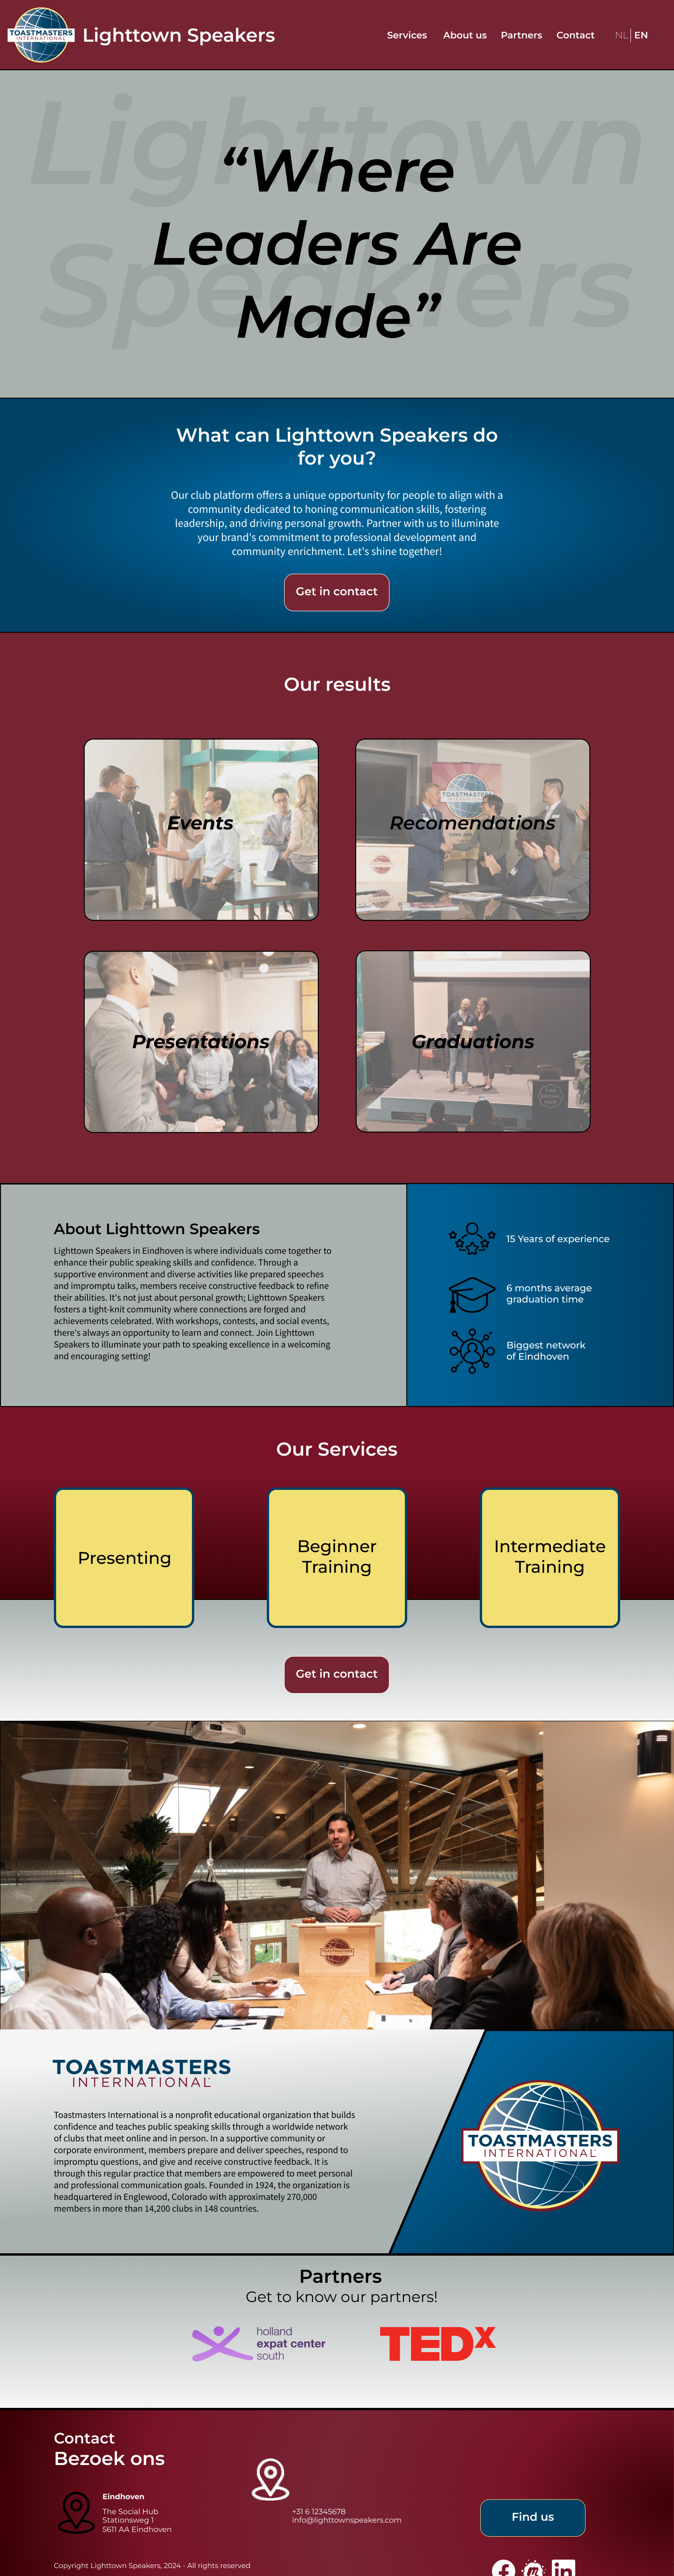 TOASTMASTERS
INTERNATIONAL
Lighttown Speakers
Services About us Partners Contact NL EN
Lighttown
Speakers
“Where
Leaders Are
Made”
What can Lighttown Speakers do
for you?
Our club platform offers a unique opportunity for people to align with a
community dedicated to honing communication skills, fostering
leadership, and driving personal growth. Partner with us to illuminate
your brand's commitment to professional development and
community enrichment. Let's shine together!
Get in contact
Our results
Events
TOASTMASTERS
INTERNATIONAL
Recomendations
Presentations
Graduations
THE
SOCIAL
HUB
About Lighttown Speakers
Lighttown Speakers in Eindhoven is where individuals come together to
enhance their public speaking skills and confidence. Through a
supportive environment and diverse activities like prepared speeches
and impromptu talks, members receive constructive feedback to refine
their abilities. It's not just about personal growth; Lighttown Speakers
fosters a tight-knit community where connections are forged and
achievements celebrated. With workshops, contests, and social events,
there's always an opportunity to learn and connect. Join Lighttown
Speakers to illuminate your path to speaking excellence in a welcoming
and encouraging setting!
15 Years of experience
6 months average
graduation time
Biggest network
of Eindhoven
Our Services
Presenting
Beginner
Training
Intermediate
Training
Get in contact
TOASTMASTERS
TOASTMASTERS
INTERNATIONAL
Toastmasters International is a nonprofit educational organization that builds
confidence and teaches public speaking skills through a worldwide network
of clubs that meet online and in person. In a supportive community or
corporate environment, members prepare and deliver speeches, respond to
impromptu questions, and give and receive constructive feedback. It is
through this regular practice that members are empowered to meet personal
and professional communication goals. Founded in 1924, the organization is
headquartered in Englewood, Colorado with approximately 270,000
members in more than 14,200 clubs in 148 countries.
TOASTMASTERS
INTERNATIONAL
Partners
Get to know our partners!
holland
expat center
south
TEDx
Contact
Bezoek ons
Eindhoven
The Social Hub
Stationsweg 1
5611 AA Eindhoven
+31 6 12345678
info@lighttownspeakers.com
Find us
Copyright Lighttown Speakers, 2024 - All rights reserved